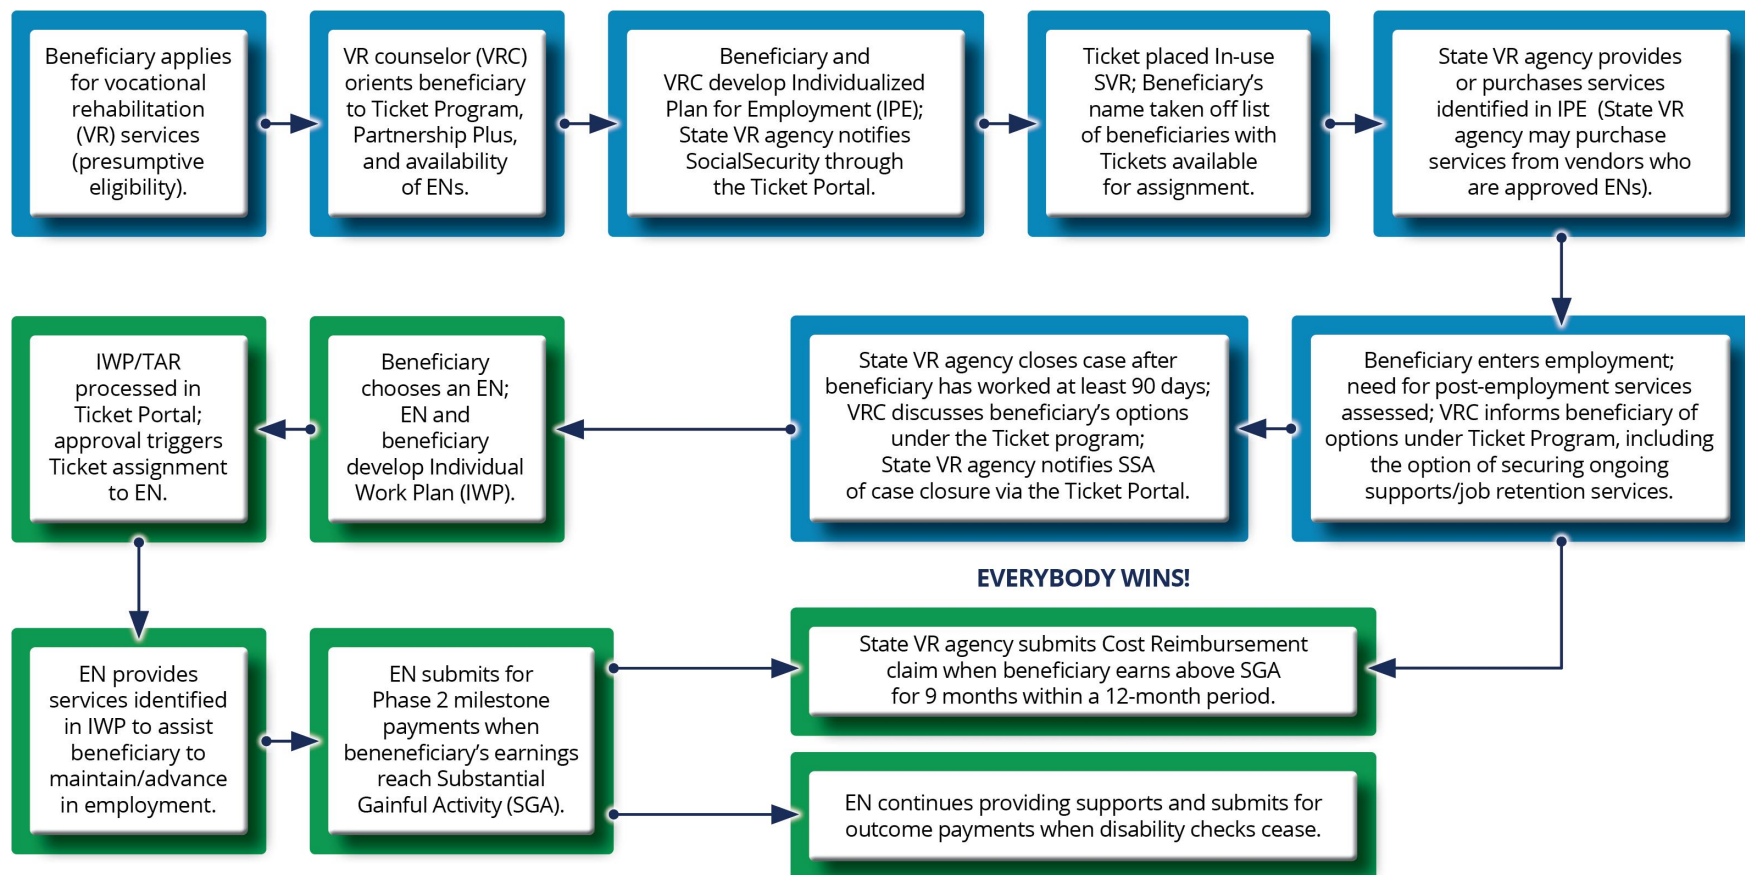 Beneficiary applies
for vocational
rehabilitation
(VR) services
(presumptive
eligibility).
VR counselor (VRC)
orients beneficiary
to Ticket Program,
Partnership Plus,
and availability
of ENs.
Beneficiary and
VRC develop Individualized
Plan for Employment (IPE);
State VR agency notifies
SocialSecurity through
the Ticket Portal.
Ticket placed In-use
SVR; Beneficiary’s
name taken off list
of beneficiaries with
Tickets available
for assignment.
State VR agency provides
or purchases services
identified in IPE (State VR
agency may purchase
services from vendors who
are approved ENs).
Beneficiary enters employment;
need for post-employment services
assessed; VRC informs beneficiary of
options under Ticket Program, including
the option of securing ongoing
supports/job retention services.
State VR agency closes case after
beneficiary has worked at least 90 days;
VRC discusses beneficiary’s options
under the Ticket program;
State VR agency notifies SSA
of case closure via the Ticket Portal.
Beneficiary
chooses an EN;
EN and
beneficiary
develop Individual
Work Plan (IWP).
IWP/TAR
processed in
Ticket Portal;
approval triggers
Ticket assignment
to EN.
EN provides
services identified
in IWP to assist
beneficiary to
maintain/advance
in employment.
EN submits for
Phase 2 milestone
payments when
beneneficiary’s earnings
reach Substantial
Gainful Activity (SGA).
EVERYBODY WINS!
State VR agency submits Cost Reimbursement
claim when beneficiary earns above SGA
for 9 months within a 12-month period.
EN continues providing supports and submits for
outcome payments when disability checks cease.